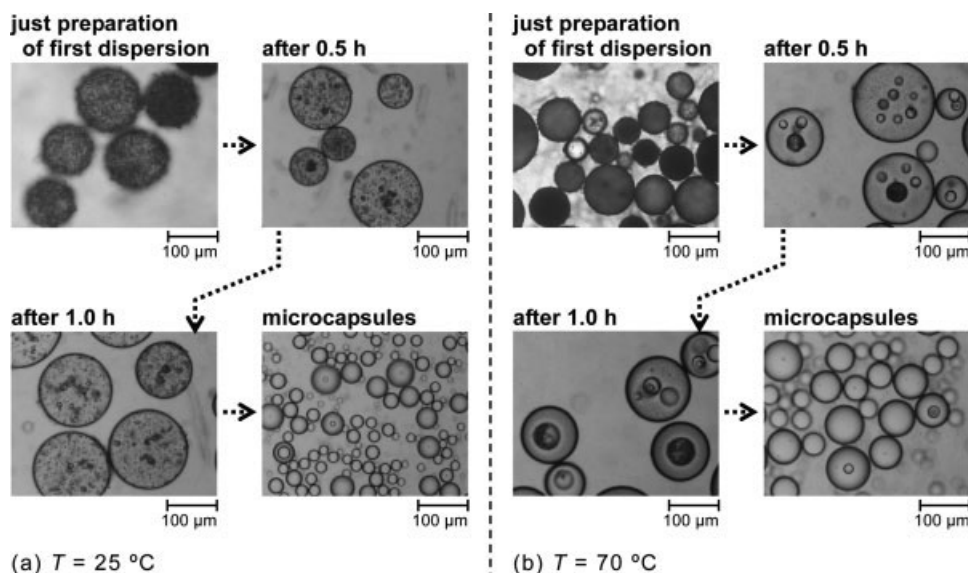 just preparation
of first dispersion
after 0.5 h
100 µm
100 µm
after 1.0 h
microcapsules
100 µm
100 µm
(a) T = 25 ºC
just preparation
of first dispersion
after 0.5 h
100 µm
100 µm
after 1.0 h
microcapsules
100 µm
100 µm
(b) T = 70 ºC